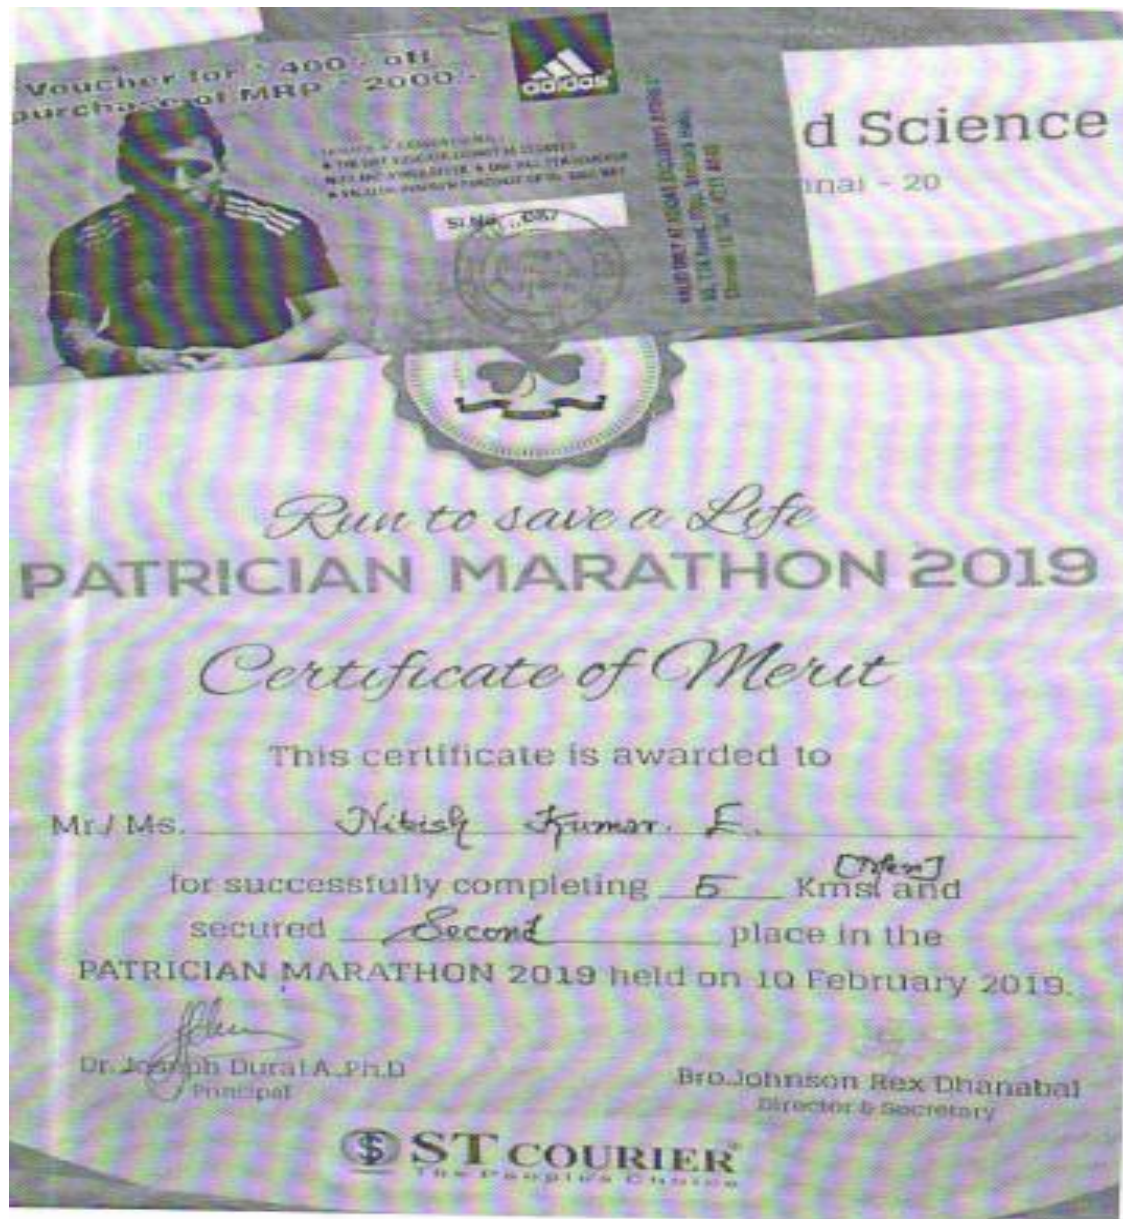 Voucher for ` 400 /- off
purchase of MRP ` 2000 /-
adidas
d Science
nnai - 20
Sl.No
Run to save a Life
PATRICIAN MARATHON 2019
Certificate of Merit
This certificate is awarded to
Mr./ Ms. Nitish Kumar. E.
[Men]
for successfully completing 5 Kms. and
secured Second place in the
PATRICIAN MARATHON 2019 held on 10 February 2019.
Dr. Joseph Durai A., Ph.D
Principal
Bro.Johnson Rex Dhanabal
Director & Secretary
ST COURIER
The People's Choice